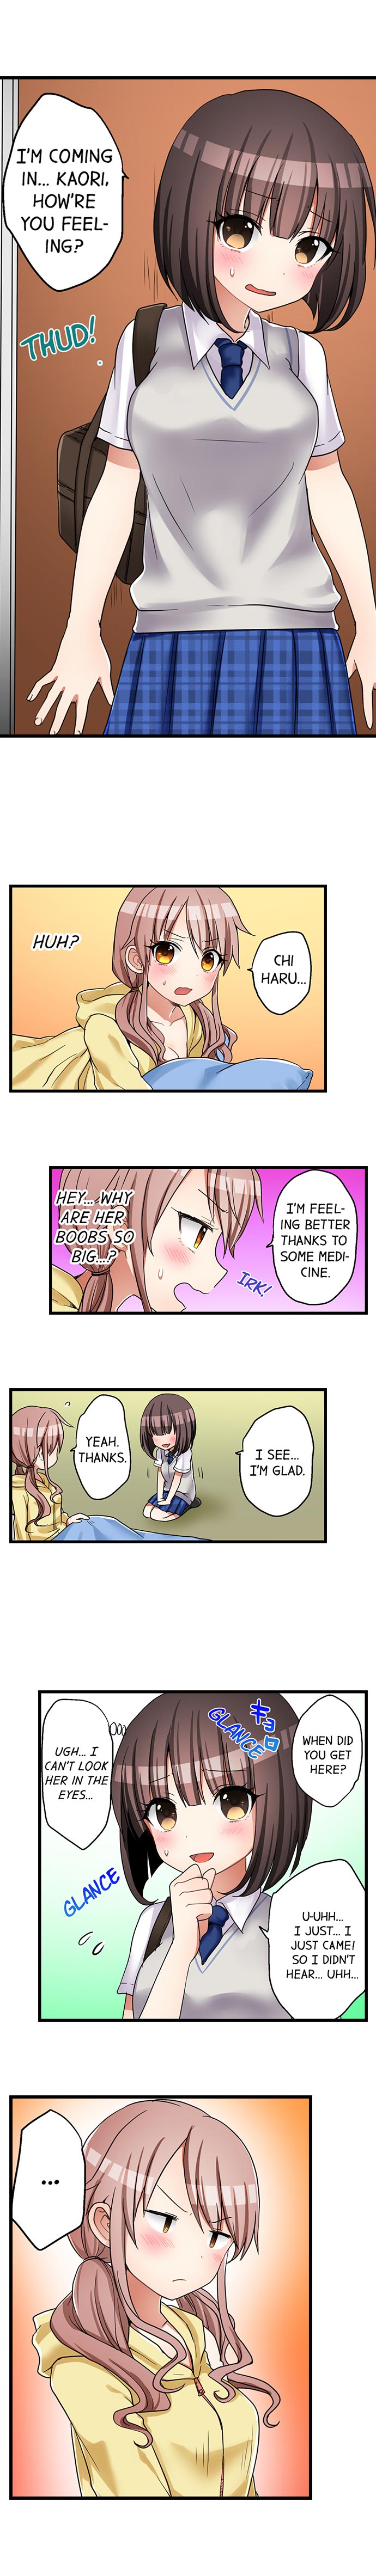 I'M COMING
IN... KAORI,
HOW'RE
YOU FEEL-
ING?
THUD!
HUH?
CHI
HARU...
HEY... WHY
ARE HER
BOOBS SO
BIG...?
I'M FEEL-
ING BETTER
THANKS TO
SOME MEDI-
CINE.
IRK!
YEAH.
THANKS.
I SEE...
I'M GLAD.
WHEN DID
YOU GET
HERE?
キョロ
GLANCE
UGH... I
CAN'T LOOK
HER IN THE
EYES...
GLANCE
U-UHH...
I JUST... I
JUST CAME!
SO I DIDN'T
HEAR... UHH...
...